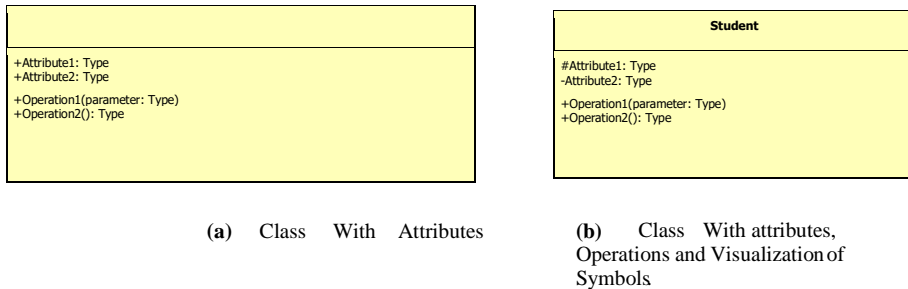 +Attribute1: Type
+Attribute2: Type
+Operation1(parameter: Type)
+Operation2(): Type
Student
#Attribute1: Type
-Attribute2: Type
+Operation1(parameter: Type)
+Operation2(): Type
(a) Class With Attributes
(b) Class With attributes,
Operations and Visualization of
Symbols.